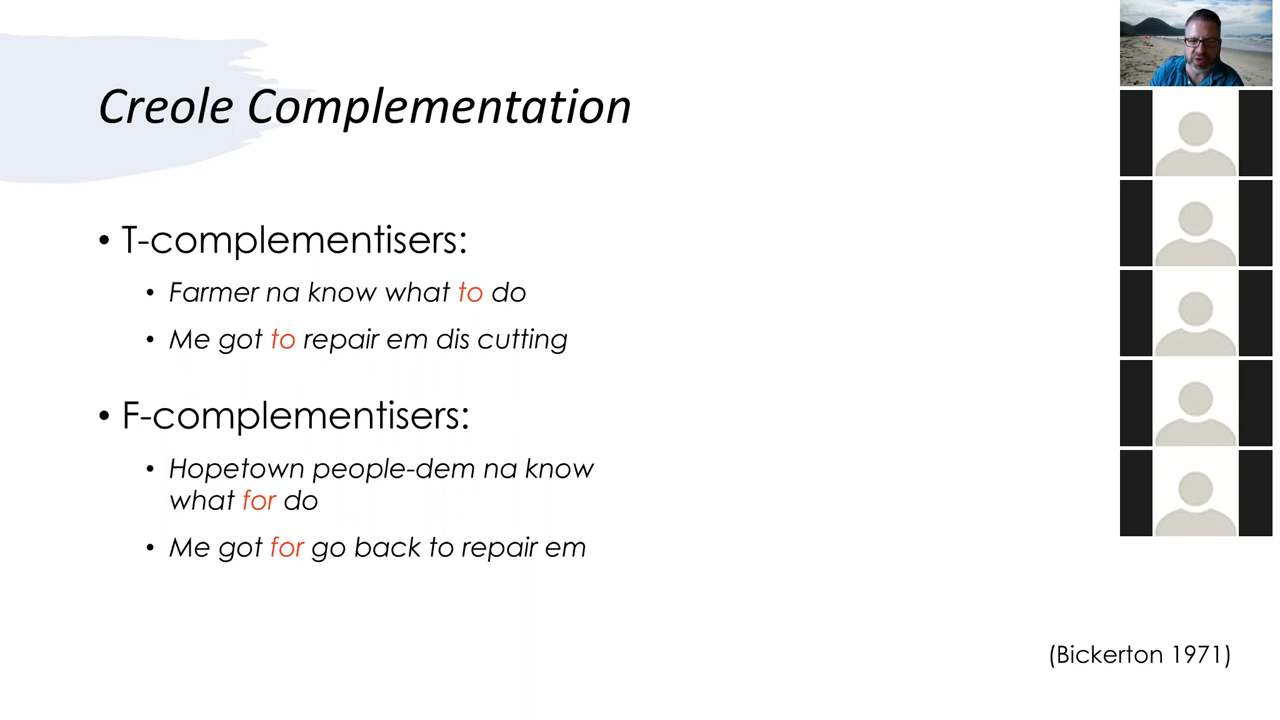 Creole Complementation
• T-complementisers:
• Farmer na know what to do
• Me got to repair em dis cutting
• F-complementisers:
• Hopetown people-dem na know
what for do
• Me got for go back to repair em
(Bickerton 1971)